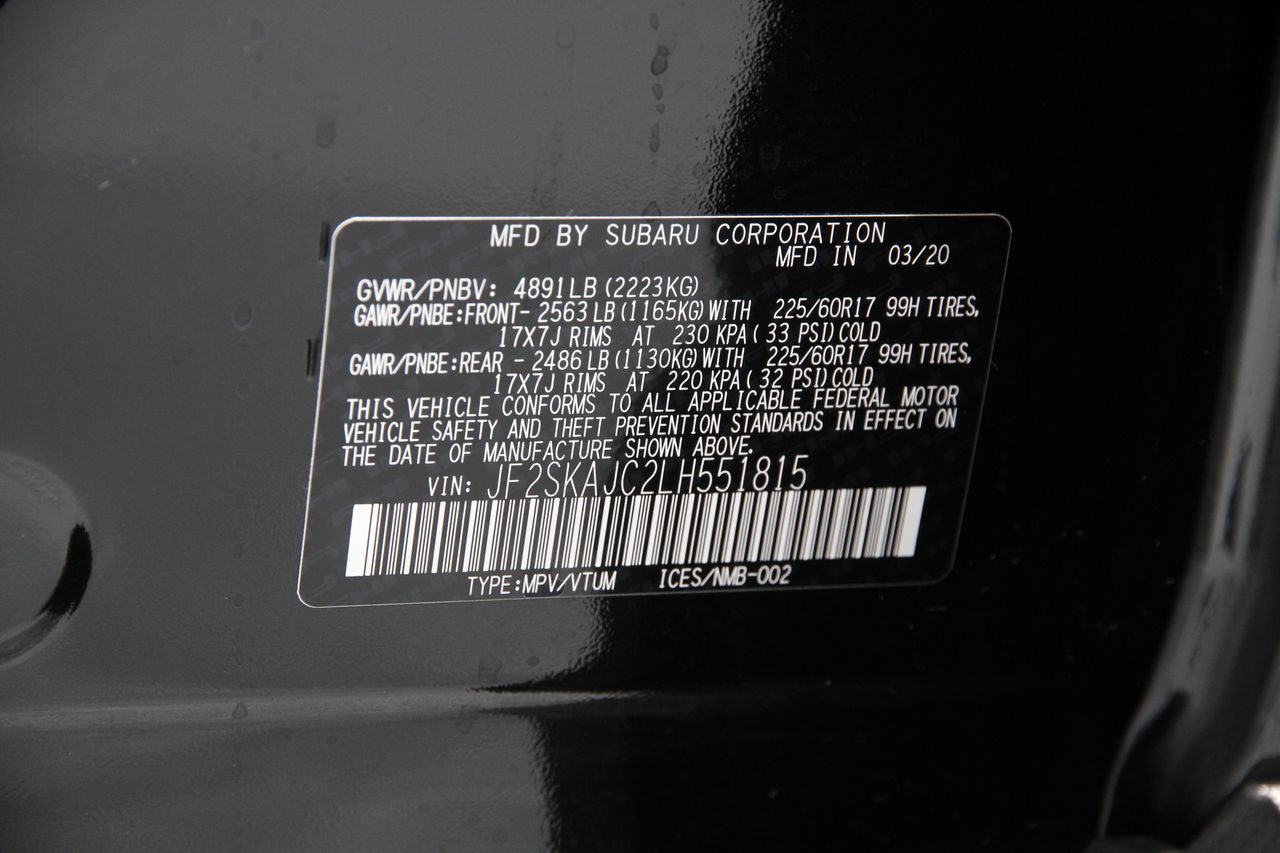 MFD BY SUBARU CORPORATION
MFD IN 03/20
GVWR/PNBV: 4891LB (2223KG)
GAWR/PNBE:FRONT- 2563 LB (1165KG) WITH 225/60R17 99H TIRES,
17X7J RIMS AT 230 KPA ( 33 PSI) COLD
GAWR/PNBE:REAR - 2486 LB (1130KG) WITH 225/60R17 99H TIRES,
17X7J RIMS AT 220 KPA ( 32 PSI) COLD
THIS VEHICLE CONFORMS TO ALL APPLICABLE FEDERAL MOTOR
VEHICLE SAFETY AND THEFT PREVENTION STANDARDS IN EFFECT ON
THE DATE OF MANUFACTURE SHOWN ABOVE.
VIN: JF2SKAJC2LH551815
TYPE:MPV/VTUM ICES/NMB-002